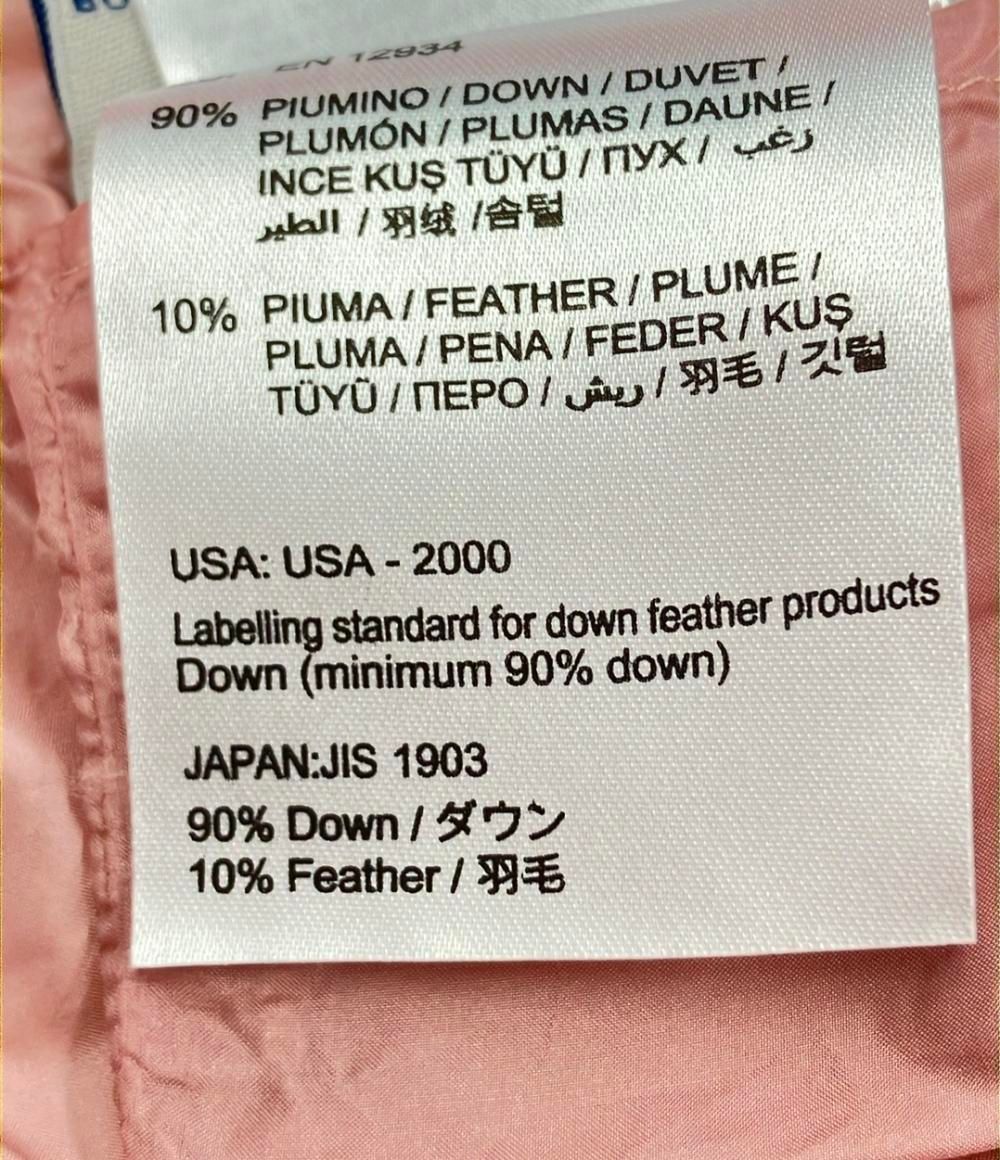 EN 12934
90% PIUMINO / DOWN / DUVET /
PLUMÓN / PLUMAS / DAUNE /
INCE KUŞ TÜYÜ / ПУХ / زغب
الطير / 羽绒 /솜털
10% PIUMA / FEATHER / PLUME /
PLUMA / PENA / FEDER / KUŞ
TÜYÜ / ПЕРО / ريش / 羽毛 / 깃털
USA: USA - 2000
Labelling standard for down feather products
Down (minimum 90% down)
JAPAN:JIS 1903
90% Down / ダウン
10% Feather / 羽毛